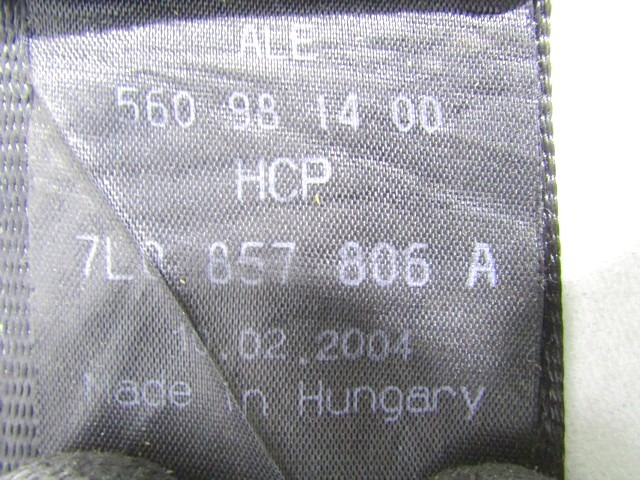 ALE
560 98 14 00
HCP
7L0 857 806 A
.02.2004
Made in Hungary